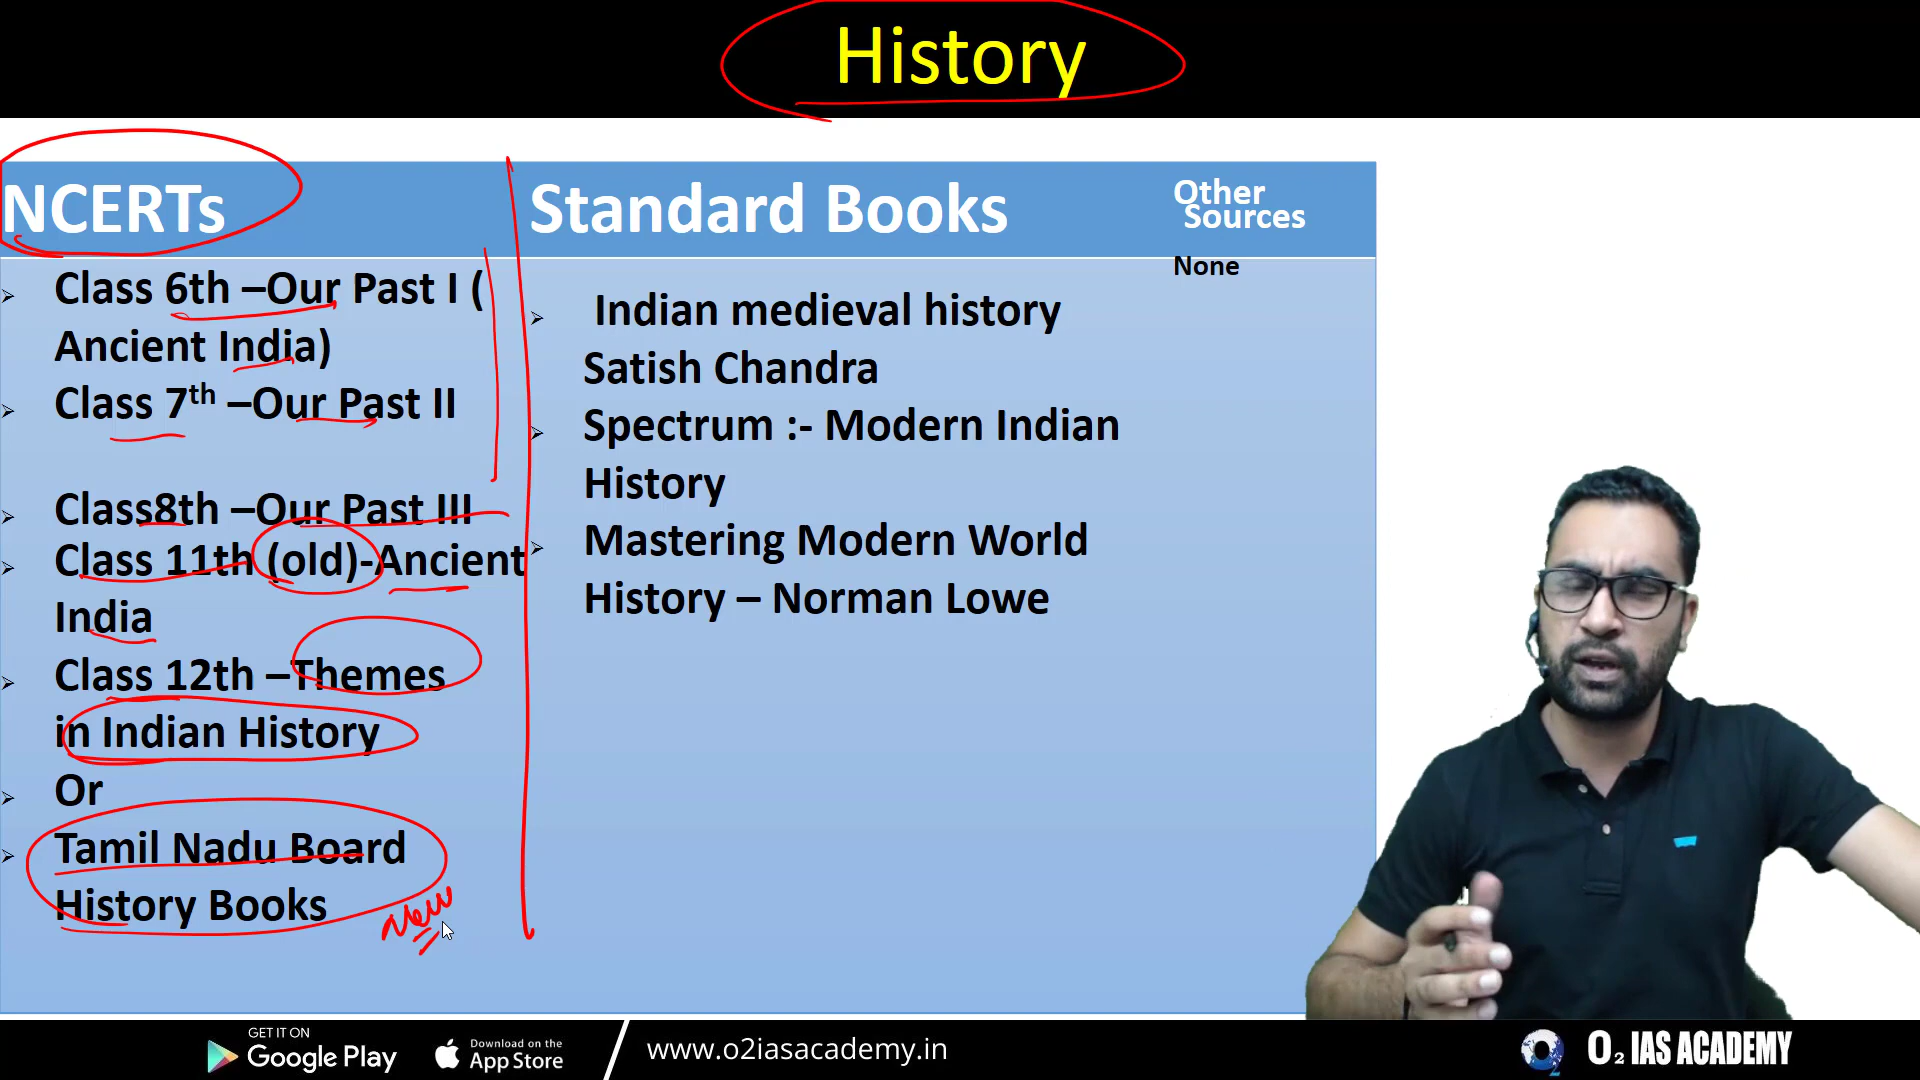 History
NCERTs
Class 6th –Our Past I (
Ancient India)
Class 7th –Our Past II
Class8th –Our Past III
Class 11th (old)-Ancient
India
Class 12th –Themes
in Indian History
Or
Tamil Nadu Board
History Books
New
Standard Books
Indian medieval history
Satish Chandra
Spectrum :- Modern Indian
History
Mastering Modern World
History – Norman Lowe
Other
Sources
None
GET IT ON
Google Play
Download on the
App Store
www.o2iasacademy.in
O2 IAS ACADEMY